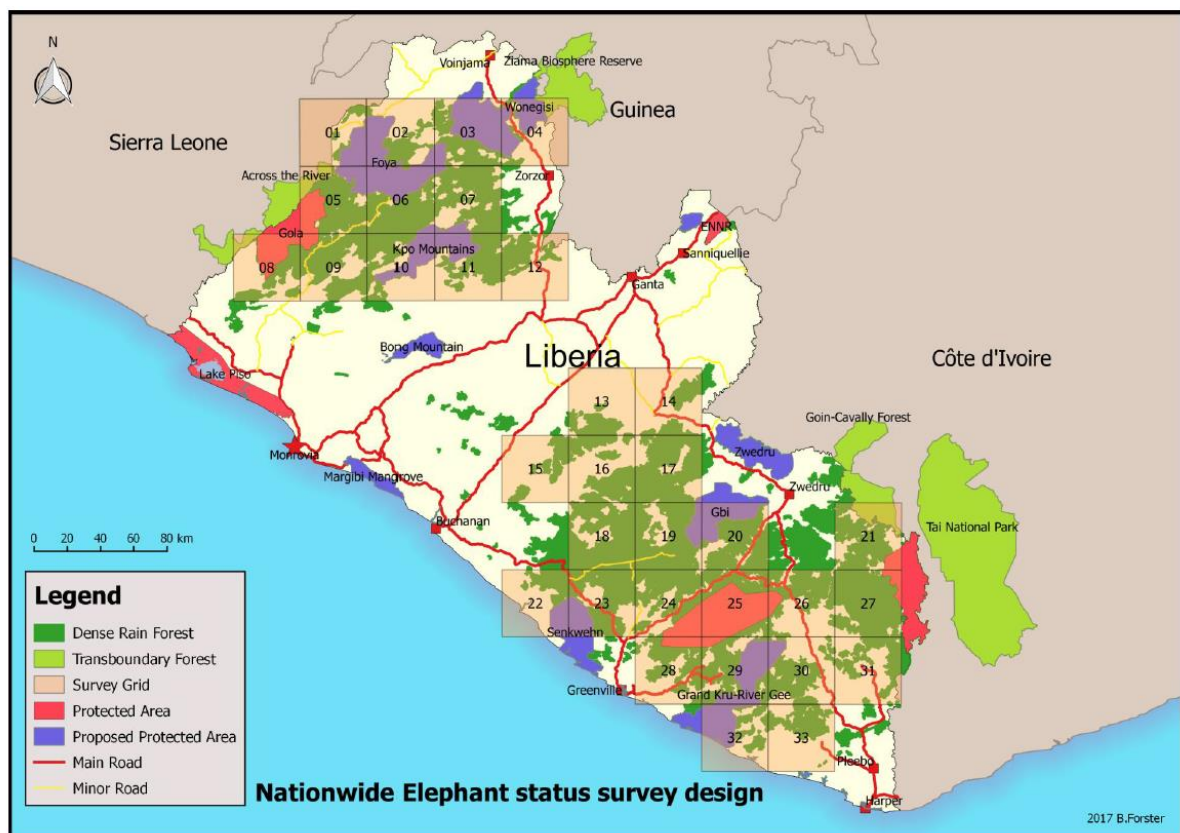 N
Voinjama
Ziama Biosphere Reserve
Wonegisi
Guinea
Sierra Leone
01
02
03
04
Foya
Across the River
Zorzor
05
06
07
Gola
ENNR
Kpo Mountains
Sanniquellie
08
09
10
11
12
Ganta
Bong Mountain
Liberia
Côte d'Ivoire
Lake Piso
13
14
Goin-Cavally Forest
Monrovia
Zwedru
15
16
17
Margibi Mangrove
Zwedru
Gbi
Buchanan
Tai National Park
18
19
20
21
0 20 40 60 80 km
22
23
24
25
26
27
Senkwehn
28
29
30
31
Greenville
Grand Kru-River Gee
32
33
Pleebo
Harper
Legend
Dense Rain Forest
Transboundary Forest
Survey Grid
Protected Area
Proposed Protected Area
Main Road
Minor Road
Nationwide Elephant status survey design
2017 B.Forster